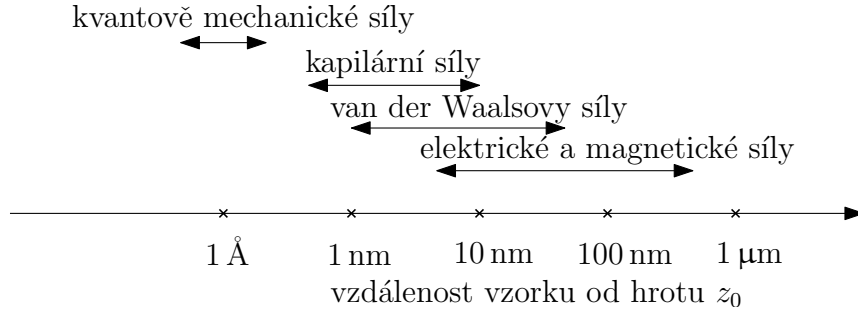 kvantově mechanické síly
kapilární síly
van der Waalsovy síly
elektrické a magnetické síly
1 Å 1 nm 10 nm 100 nm 1 μm
vzdálenost vzorku od hrotu z₀